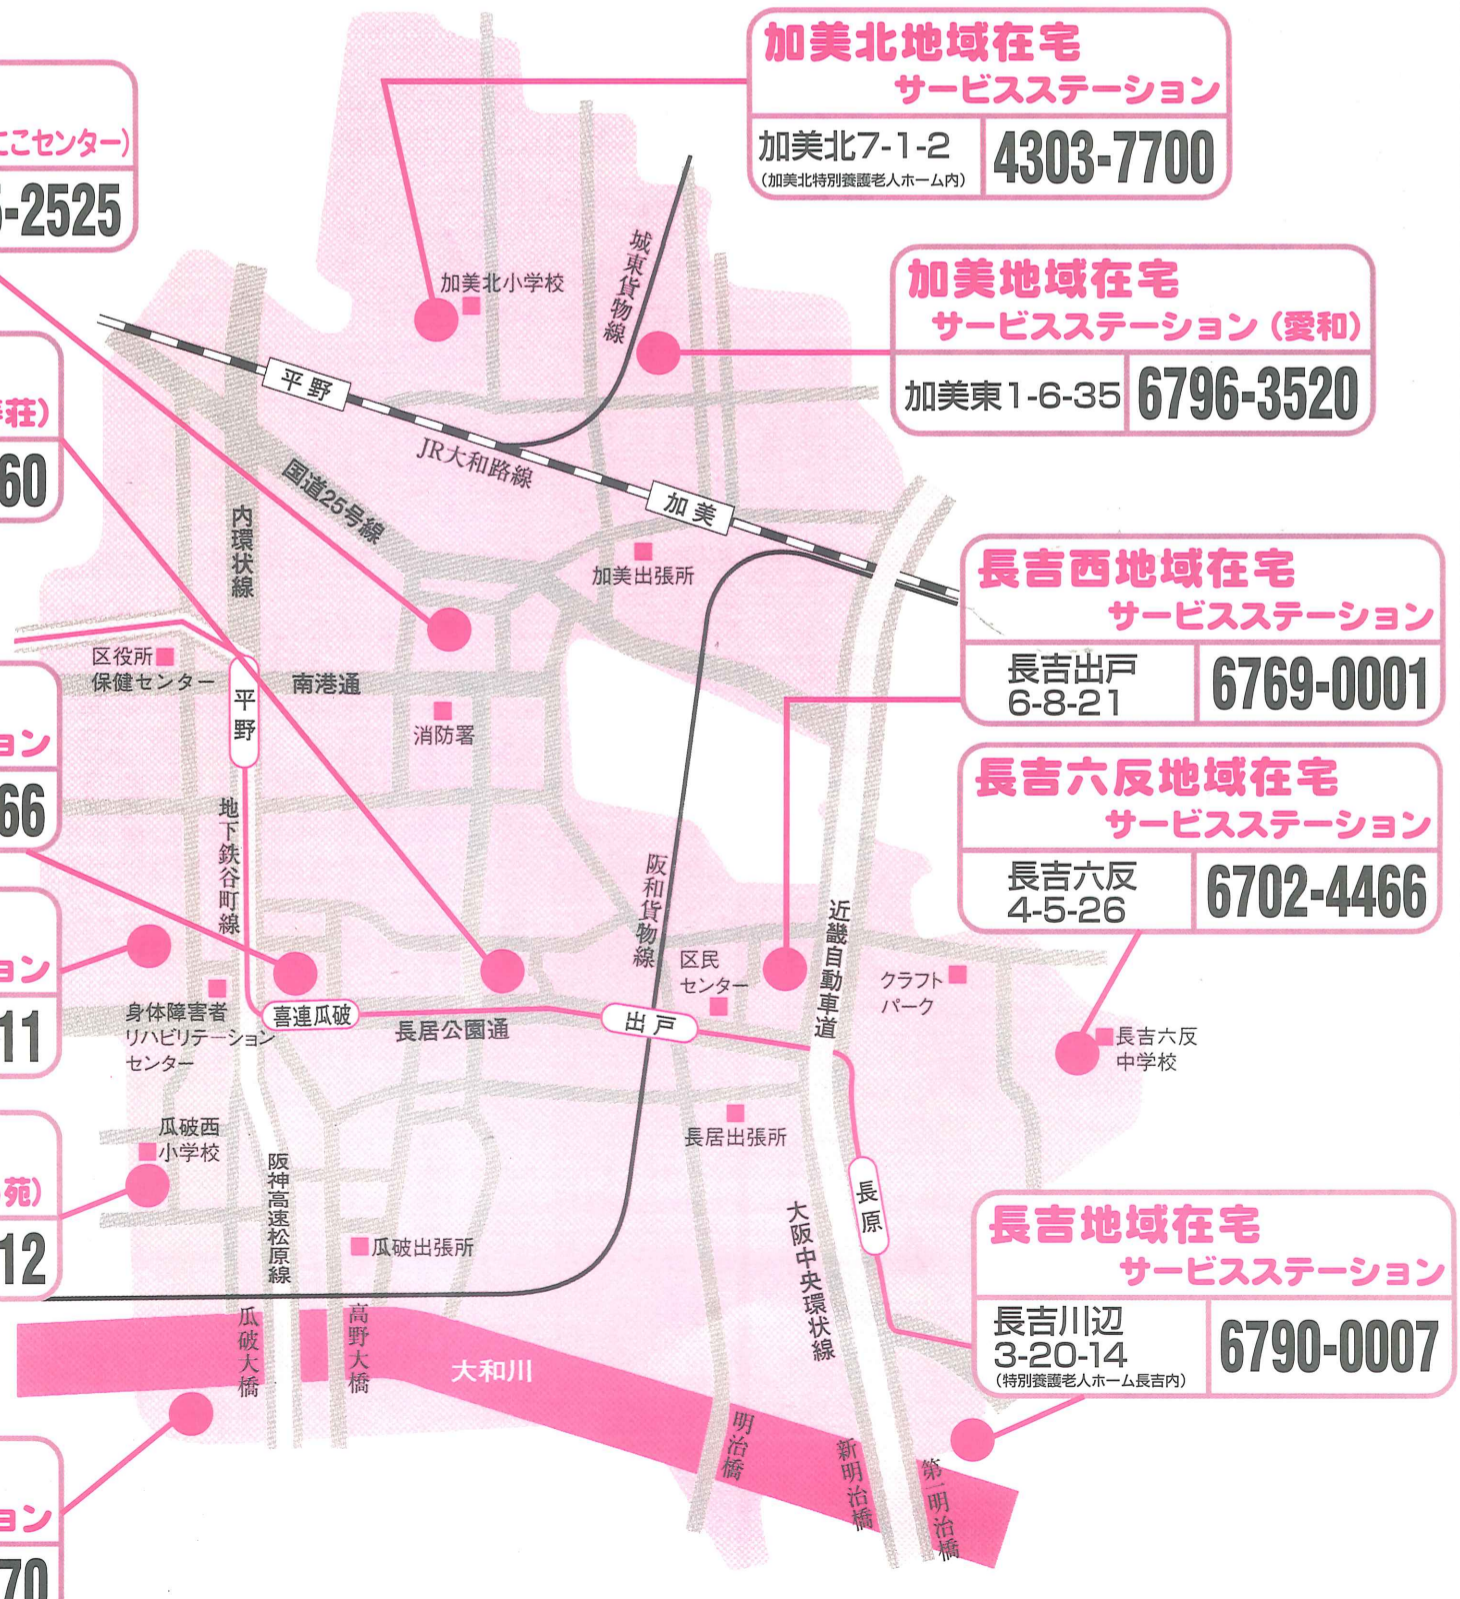 加美北地域在宅
サービスステーション
加美北7-1-2
(加美北特別養護老人ホーム内)
4303-7700
こセンター)
-2525
加美地域在宅
サービスステーション(愛和)
加美東1-6-35
6796-3520
城東貨物線
加美北小学校
平野
JR大和路線
荘)
60
国道25号線
内環状線
加美
加美出張所
長吉西地域在宅
サービスステーション
長吉出戸
6-8-21
6769-0001
区役所
保健センター
平野
南港通
消防署
ョン
66
長吉六反地域在宅
サービスステーション
長吉六反
4-5-26
6702-4466
地下鉄谷町線
阪和貨物線
近畿自動車道
ョン
11
区民
センター
クラフト
パーク
身体障害者
リハビリテーション
センター
喜連瓜破
長居公園通
出戸
長吉六反
中学校
瓜破西
小学校
長居出張所
苑)
12
阪神高速松原線
瓜破出張所
長原
大阪中央環状線
長吉地域在宅
サービスステーション
長吉川辺
3-20-14
(特別養護老人ホーム長吉内)
6790-0007
瓜破大橋
高野大橋
大和川
明治橋
新明治橋
第一明治橋
ョン
70